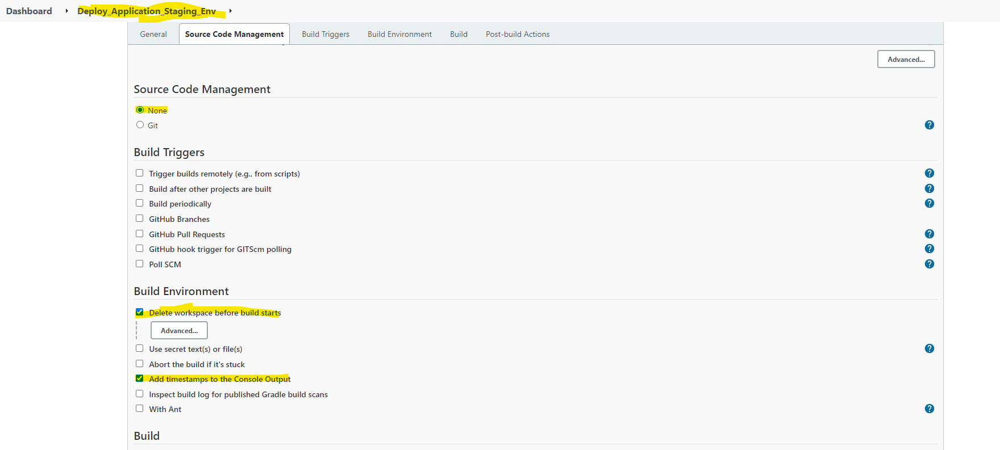 Dashboard Deploy_Application_Staging_Env
General Source Code Management Build Triggers Build Environment Build Post-build Actions
Advanced...
Source Code Management
None
Git
?
Build Triggers
Trigger builds remotely (e.g., from scripts)
?
Build after other projects are built
?
Build periodically
?
GitHub Branches
GitHub Pull Requests
?
GitHub hook trigger for GITScm polling
?
Poll SCM
?
Build Environment
Delete workspace before build starts
Advanced...
Use secret text(s) or file(s)
?
Abort the build if it's stuck
Add timestamps to the Console Output
Inspect build log for published Gradle build scans
With Ant
?
Build